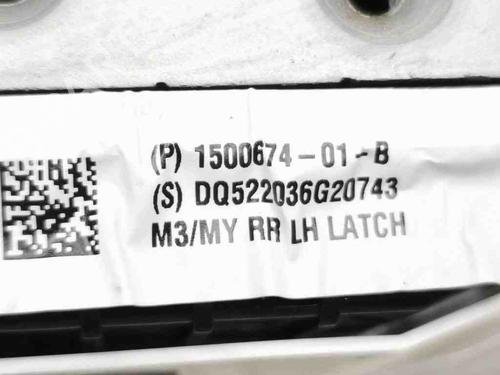 (P) 1500674-01-B
(S) DQ522036G20743
M3/MY RR LH LATCH